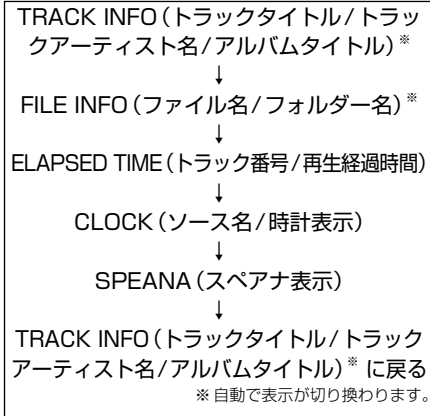 TRACK INFO（トラックタイトル/トラッ
クアーティスト名/アルバムタイトル）※
↓
FILE INFO（ファイル名/フォルダー名）※
↓
ELAPSED TIME（トラック番号/再生経過時間）
↓
CLOCK（ソース名/時計表示）
↓
SPEANA（スペアナ表示）
↓
TRACK INFO（トラックタイトル/トラック
アーティスト名/アルバムタイトル）※ に戻る
※ 自動で表示が切り換わります。